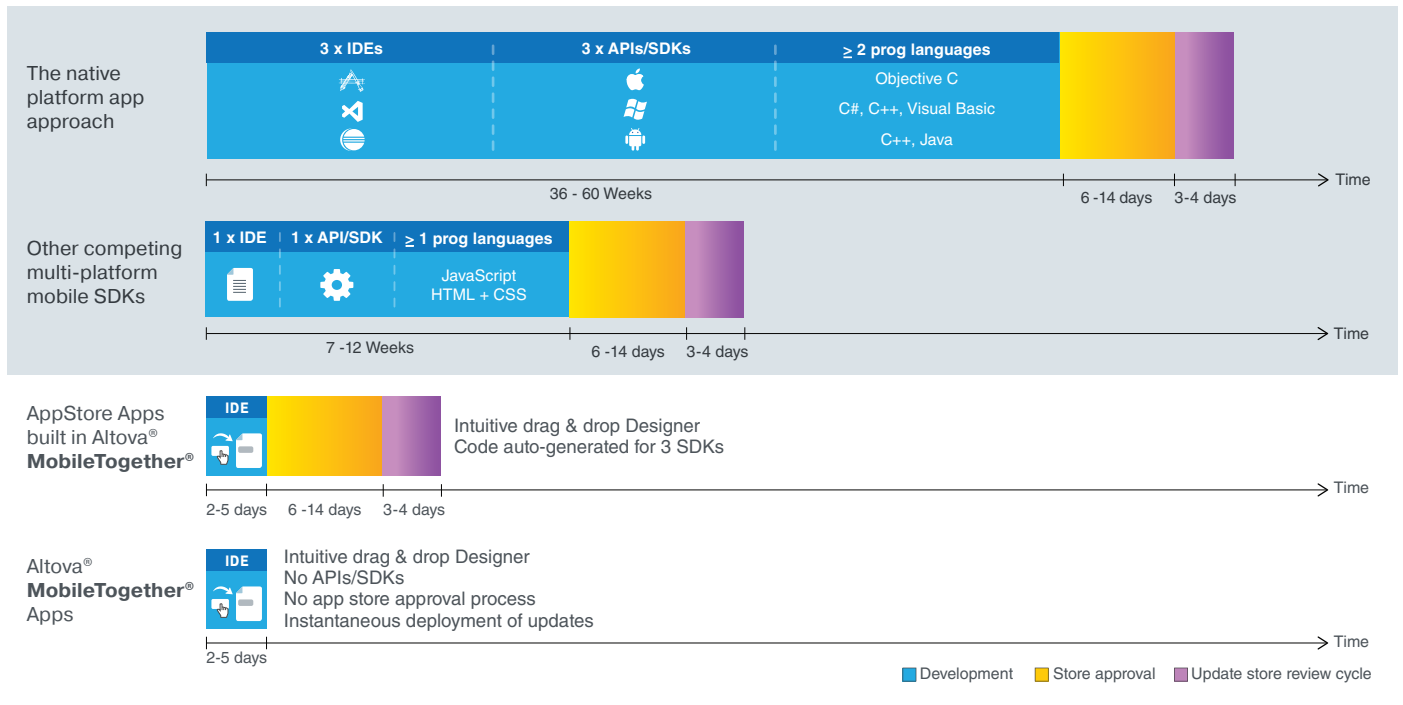 3 x IDEs
3 x APIs/SDKs
≥ 2 prog languages
The native
platform app
approach
Objective C
C#, C++, Visual Basic
C++, Java
Time
36 - 60 Weeks
6 -14 days
3-4 days
Other competing
multi-platform
mobile SDKs
1 x IDE
1 x API/SDK
≥ 1 prog languages
JavaScript
HTML + CSS
Time
7 -12 Weeks
6 -14 days
3-4 days
AppStore Apps
built in Altova®
MobileTogether®
IDE
Intuitive drag & drop Designer
Code auto-generated for 3 SDKs
Time
2-5 days
6 -14 days
3-4 days
Altova®
MobileTogether®
Apps
IDE
Intuitive drag & drop Designer
No APIs/SDKs
No app store approval process
Instantaneous deployment of updates
Time
2-5 days
Development
Store approval
Update store review cycle